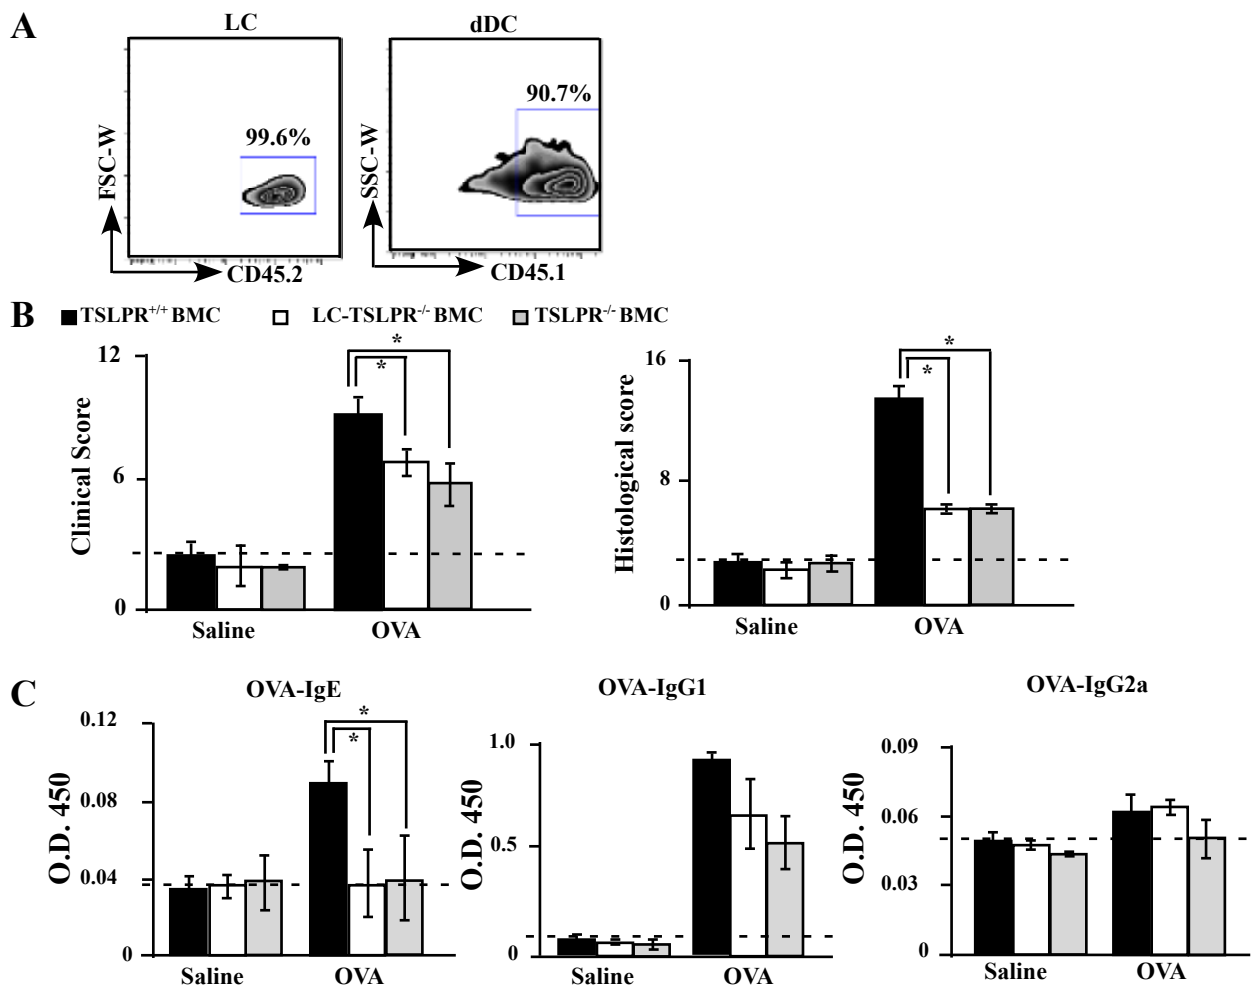 A
LC
dDC
99.6%
90.7%
FSC-W
SSC-W
CD45.2
CD45.1
B
TSLPR+/+ BMC
LC-TSLPR-/- BMC
TSLPR-/- BMC
Clinical Score
12
6
0
*
*
Saline
OVA
Histological score
16
8
0
*
*
Saline
OVA
C
OVA-IgE
O.D. 450
0.12
0.08
0.04
0
*
*
Saline
OVA
OVA-IgG1
O.D. 450
1.0
0.5
0
Saline
OVA
OVA-IgG2a
O.D. 450
0.09
0.06
0.03
0
Saline
OVA